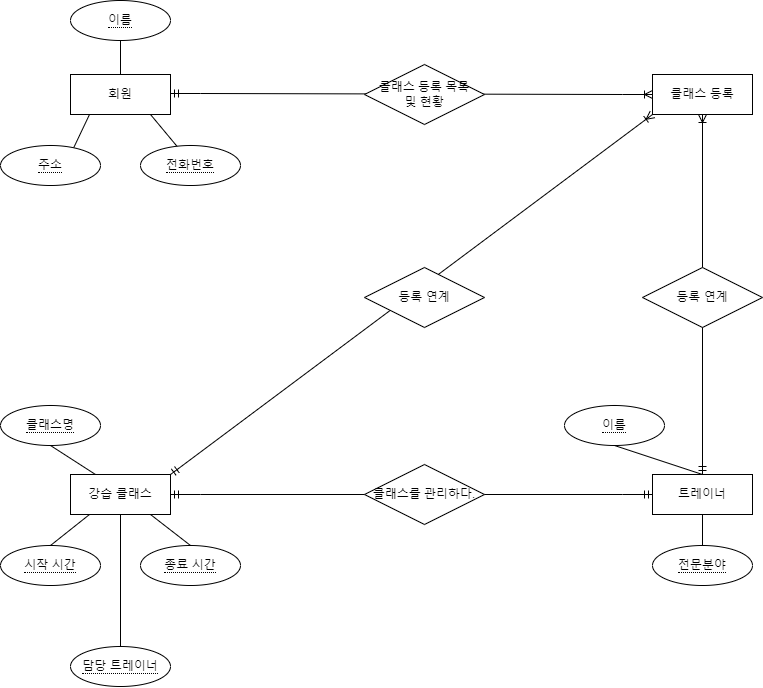 이름
회원
클래스 등록 목록
및 현황
클래스 등록
주소
전화번호
등록 연계
등록 연계
클래스명
이름
강습 클래스
클래스를 관리하다.
트레이너
시작 시간
종료 시간
전문분야
담당 트레이너